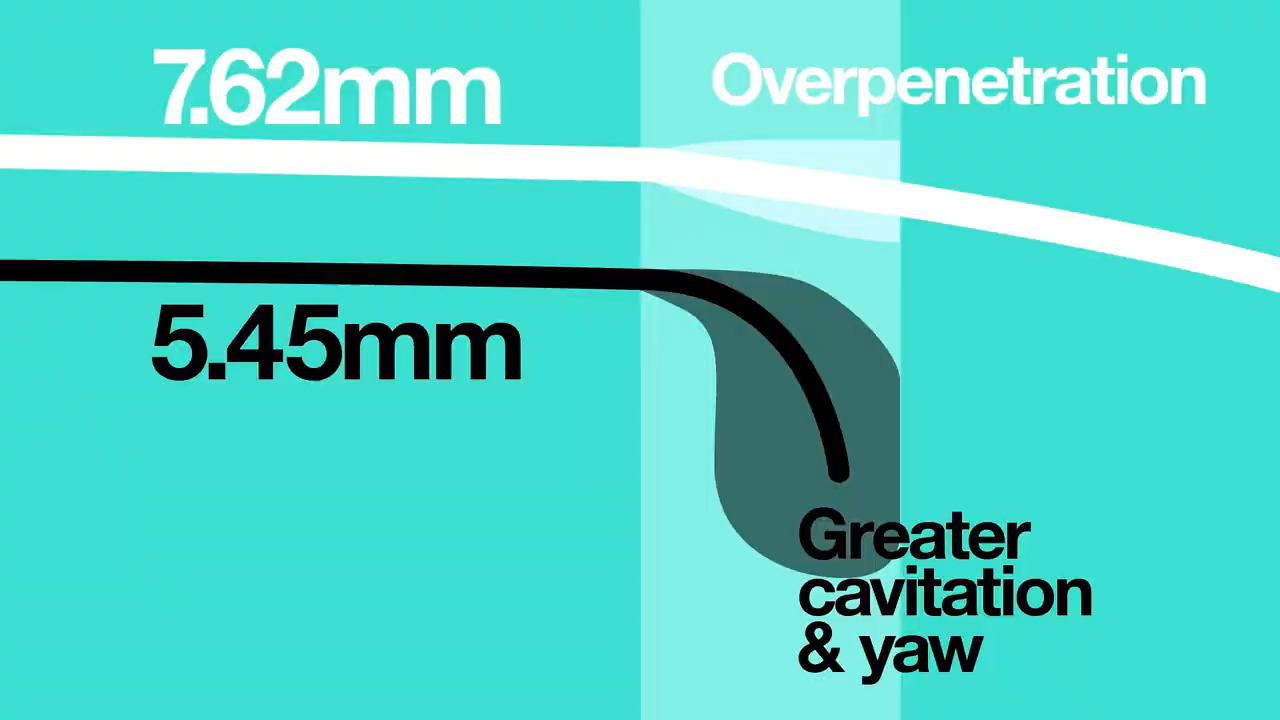 7.62mm
Overpenetration
5.45mm
Greater
cavitation
& yaw